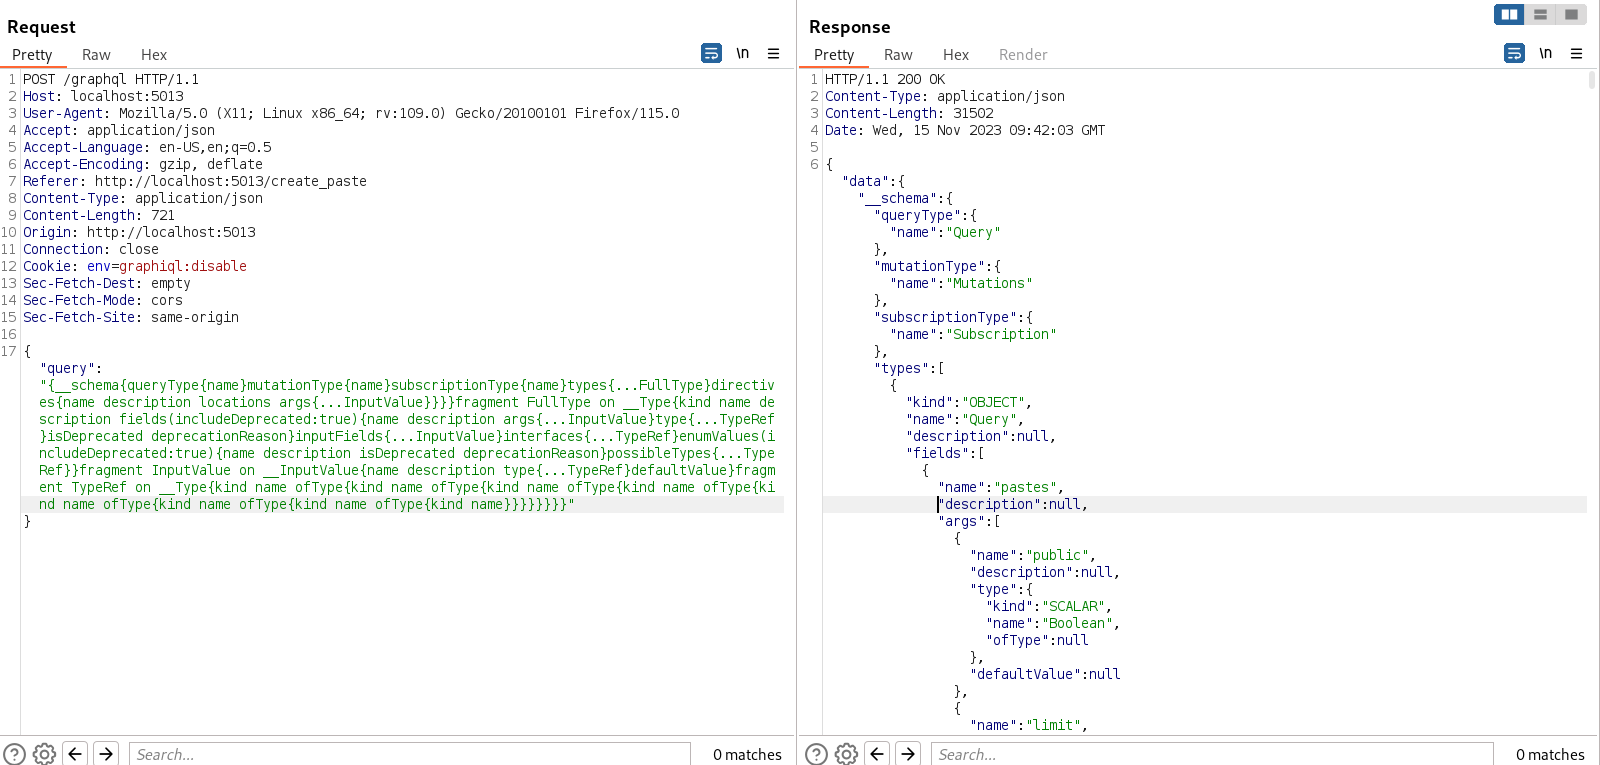 Request
Pretty Raw Hex \n
1 POST /graphql HTTP/1.1
2 Host: localhost:5013
3 User-Agent: Mozilla/5.0 (X11; Linux x86_64; rv:109.0) Gecko/20100101 Firefox/115.0
4 Accept: application/json
5 Accept-Language: en-US,en;q=0.5
6 Accept-Encoding: gzip, deflate
7 Referer: http://localhost:5013/create_paste
8 Content-Type: application/json
9 Content-Length: 721
10 Origin: http://localhost:5013
11 Connection: close
12 Cookie: env=graphiql:disable
13 Sec-Fetch-Dest: empty
14 Sec-Fetch-Mode: cors
15 Sec-Fetch-Site: same-origin
16
17 {
"query":
"{__schema{queryType{name}mutationType{name}subscriptionType{name}types{...FullType}directiv
es{name description locations args{...InputValue}}}}fragment FullType on __Type{kind name de
scription fields(includeDeprecated:true){name description args{...InputValue}type{...TypeRef
}isDeprecated deprecationReason}inputFields{...InputValue}interfaces{...TypeRef}enumValues(i
ncludeDeprecated:true){name description isDeprecated deprecationReason}possibleTypes{...Type
Ref}}fragment InputValue on __InputValue{name description type{...TypeRef}defaultValue}fragm
ent TypeRef on __Type{kind name ofType{kind name ofType{kind name ofType{kind name ofType{ki
nd name ofType{kind name ofType{kind name ofType{kind name}}}}}}}}"
}
Search...
0 matches
Response
Pretty Raw Hex Render \n
1 HTTP/1.1 200 OK
2 Content-Type: application/json
3 Content-Length: 31502
4 Date: Wed, 15 Nov 2023 09:42:03 GMT
5
6 {
"data":{
"__schema":{
"queryType":{
"name":"Query"
},
"mutationType":{
"name":"Mutations"
},
"subscriptionType":{
"name":"Subscription"
},
"types":[
{
"kind":"OBJECT",
"name":"Query",
"description":null,
"fields":[
{
"name":"pastes",
"description":null,
"args":[
{
"name":"public",
"description":null,
"type":{
"kind":"SCALAR",
"name":"Boolean",
"ofType":null
},
"defaultValue":null
},
{
"name":"limit",
Search...
0 matches